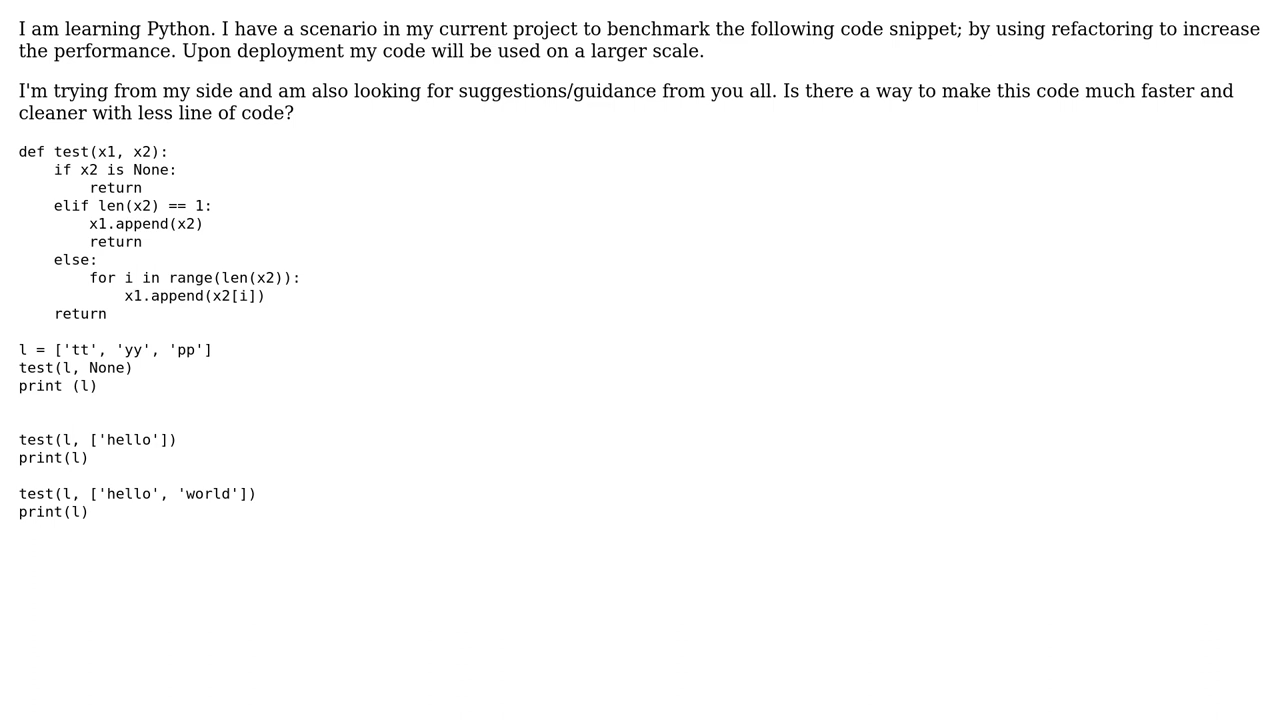 I am learning Python. I have a scenario in my current project to benchmark the following code snippet; by using refactoring to increase
the performance. Upon deployment my code will be used on a larger scale.
I'm trying from my side and am also looking for suggestions/guidance from you all. Is there a way to make this code much faster and
cleaner with less line of code?
def test(x1, x2):
    if x2 is None:
        return
    elif len(x2) == 1:
        x1.append(x2)
        return
    else:
        for i in range(len(x2)):
            x1.append(x2[i])
    return
l = ['tt', 'yy', 'pp']
test(l, None)
print (l)
test(l, ['hello'])
print(l)
test(l, ['hello', 'world'])
print(l)